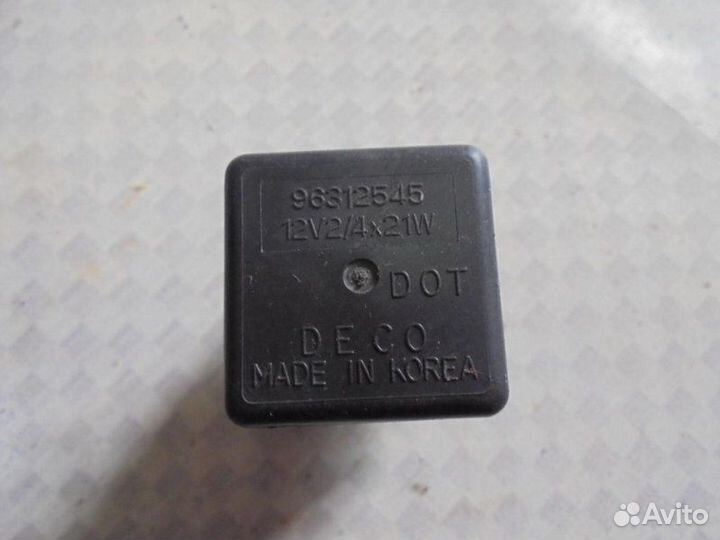 96312545
12V2/4x21W
DOT
DECO
MADE IN KOREA
Avito